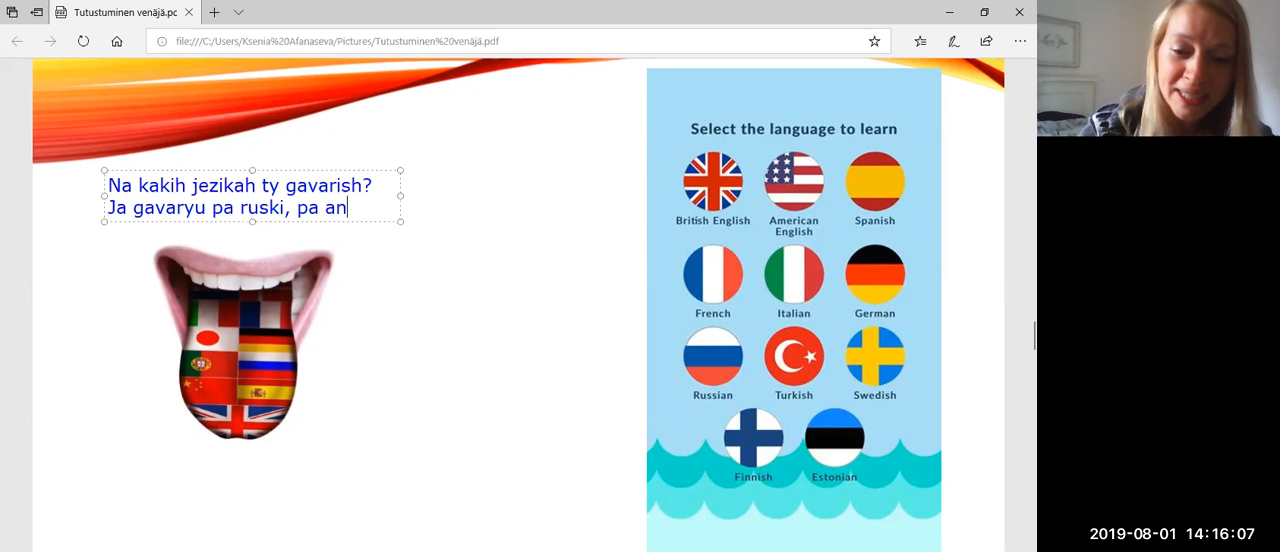 Tutustuminen venäjä.pc
file:///C:/Users/Ksenia%20Afanaseva/Pictures/Tutustuminen%20venäjä.pdf
Na kakih jezikah ty gavarish?
Ja gavaryu pa ruski, pa an
Select the language to learn
British English
American
English
Spanish
French
Italian
German
Russian
Turkish
Swedish
Finnish
Estonian
2019-08-01 14:16:07